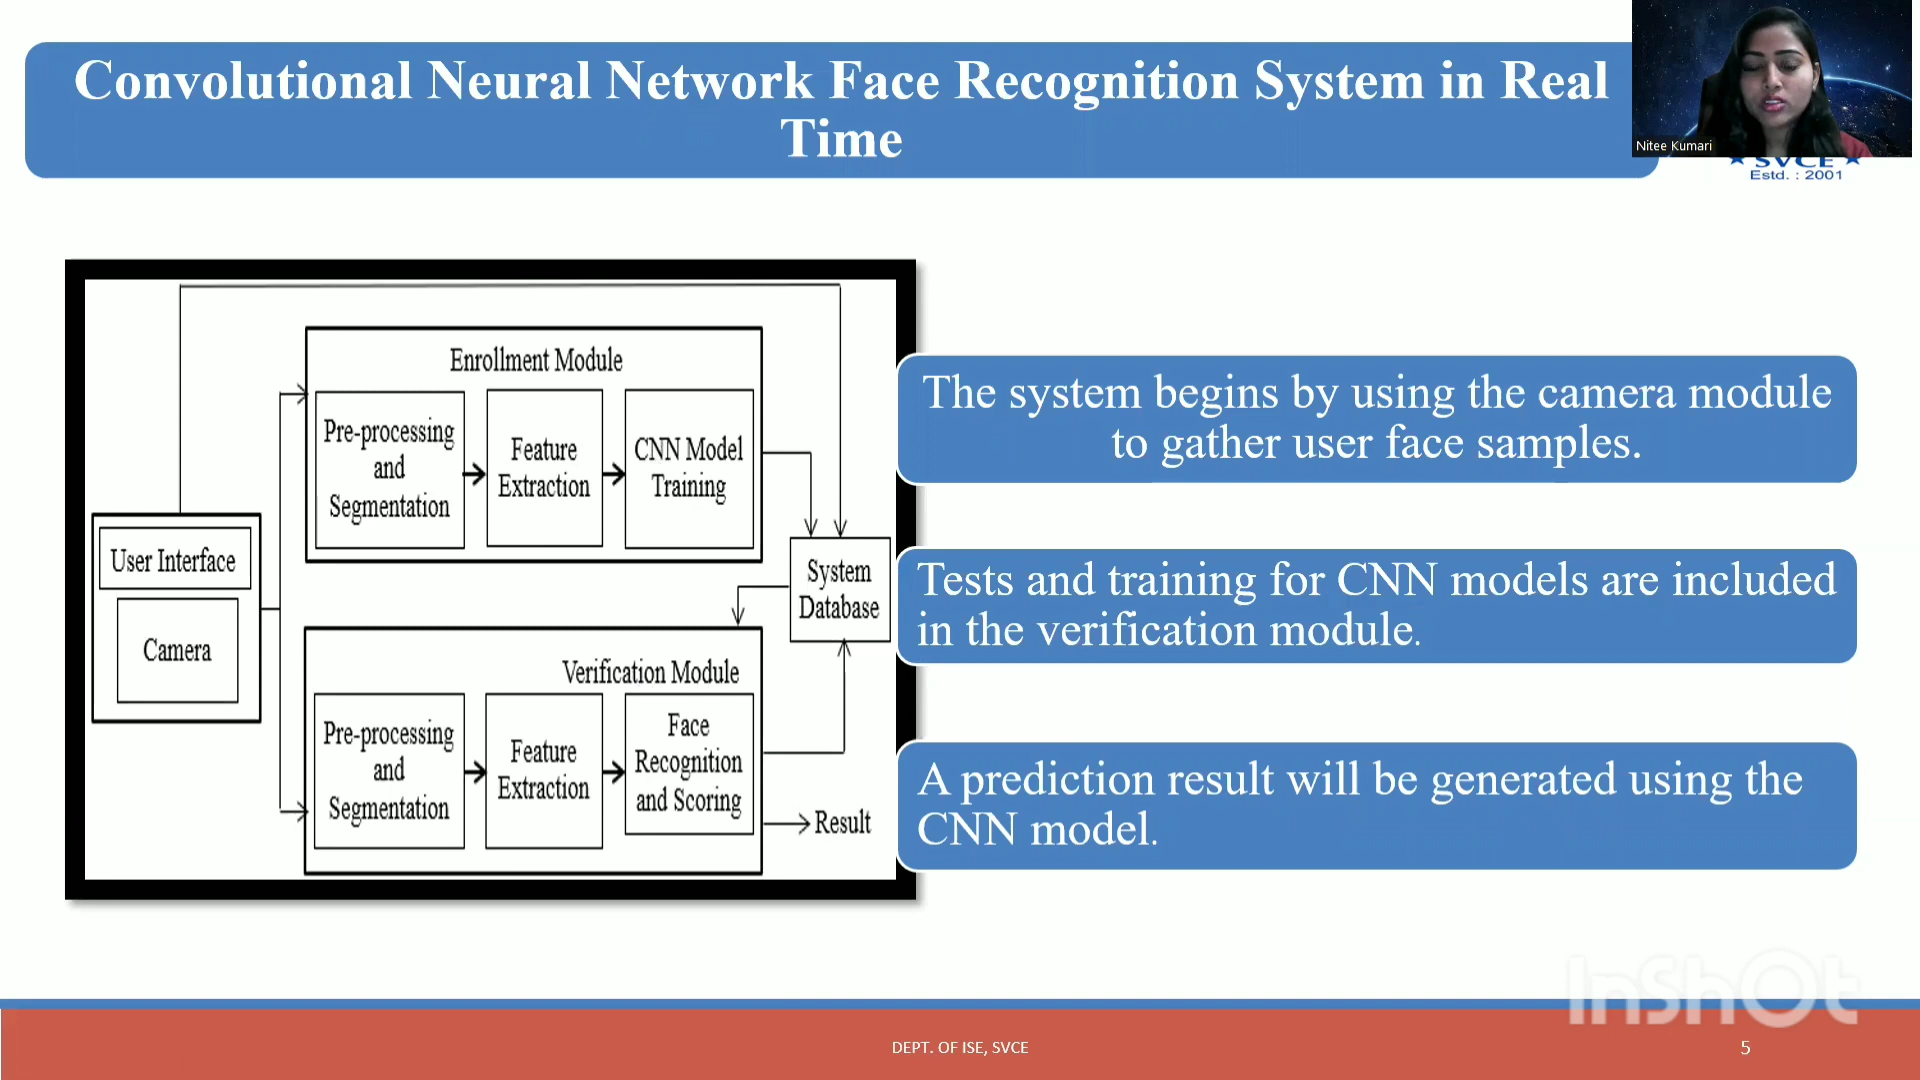 Convolutional Neural Network Face Recognition System in Real
Time
Nitee Kumari
SVCE
Estd. : 2001
Enrollment Module
Pre-processing
and
Segmentation
Feature
Extraction
CNN Model
Training
User Interface
Camera
System
Database
Verification Module
Pre-processing
and
Segmentation
Feature
Extraction
Face
Recognition
and Scoring
Result
The system begins by using the camera module
to gather user face samples.
Tests and training for CNN models are included
in the verification module.
A prediction result will be generated using the
CNN model.
InShOt
DEPT. OF ISE, SVCE
5